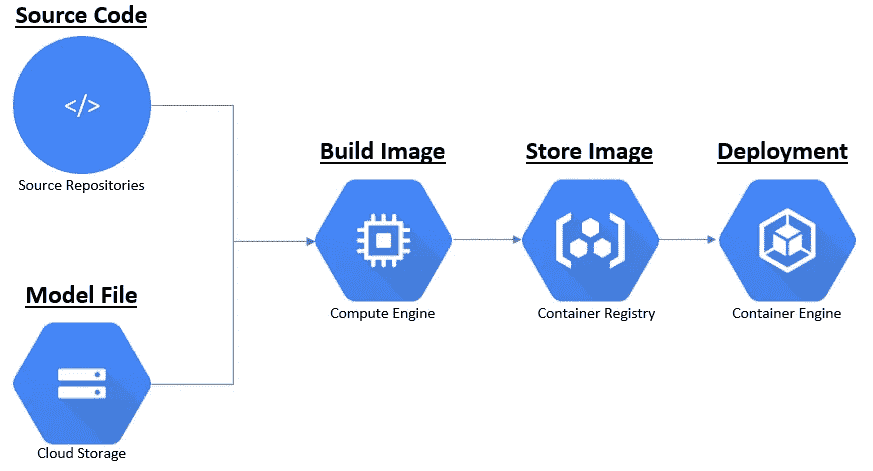 Source Code
</>
Source Repositories
Model File
Cloud Storage
Build Image
Compute Engine
Store Image
Container Registry
Deployment
Container Engine